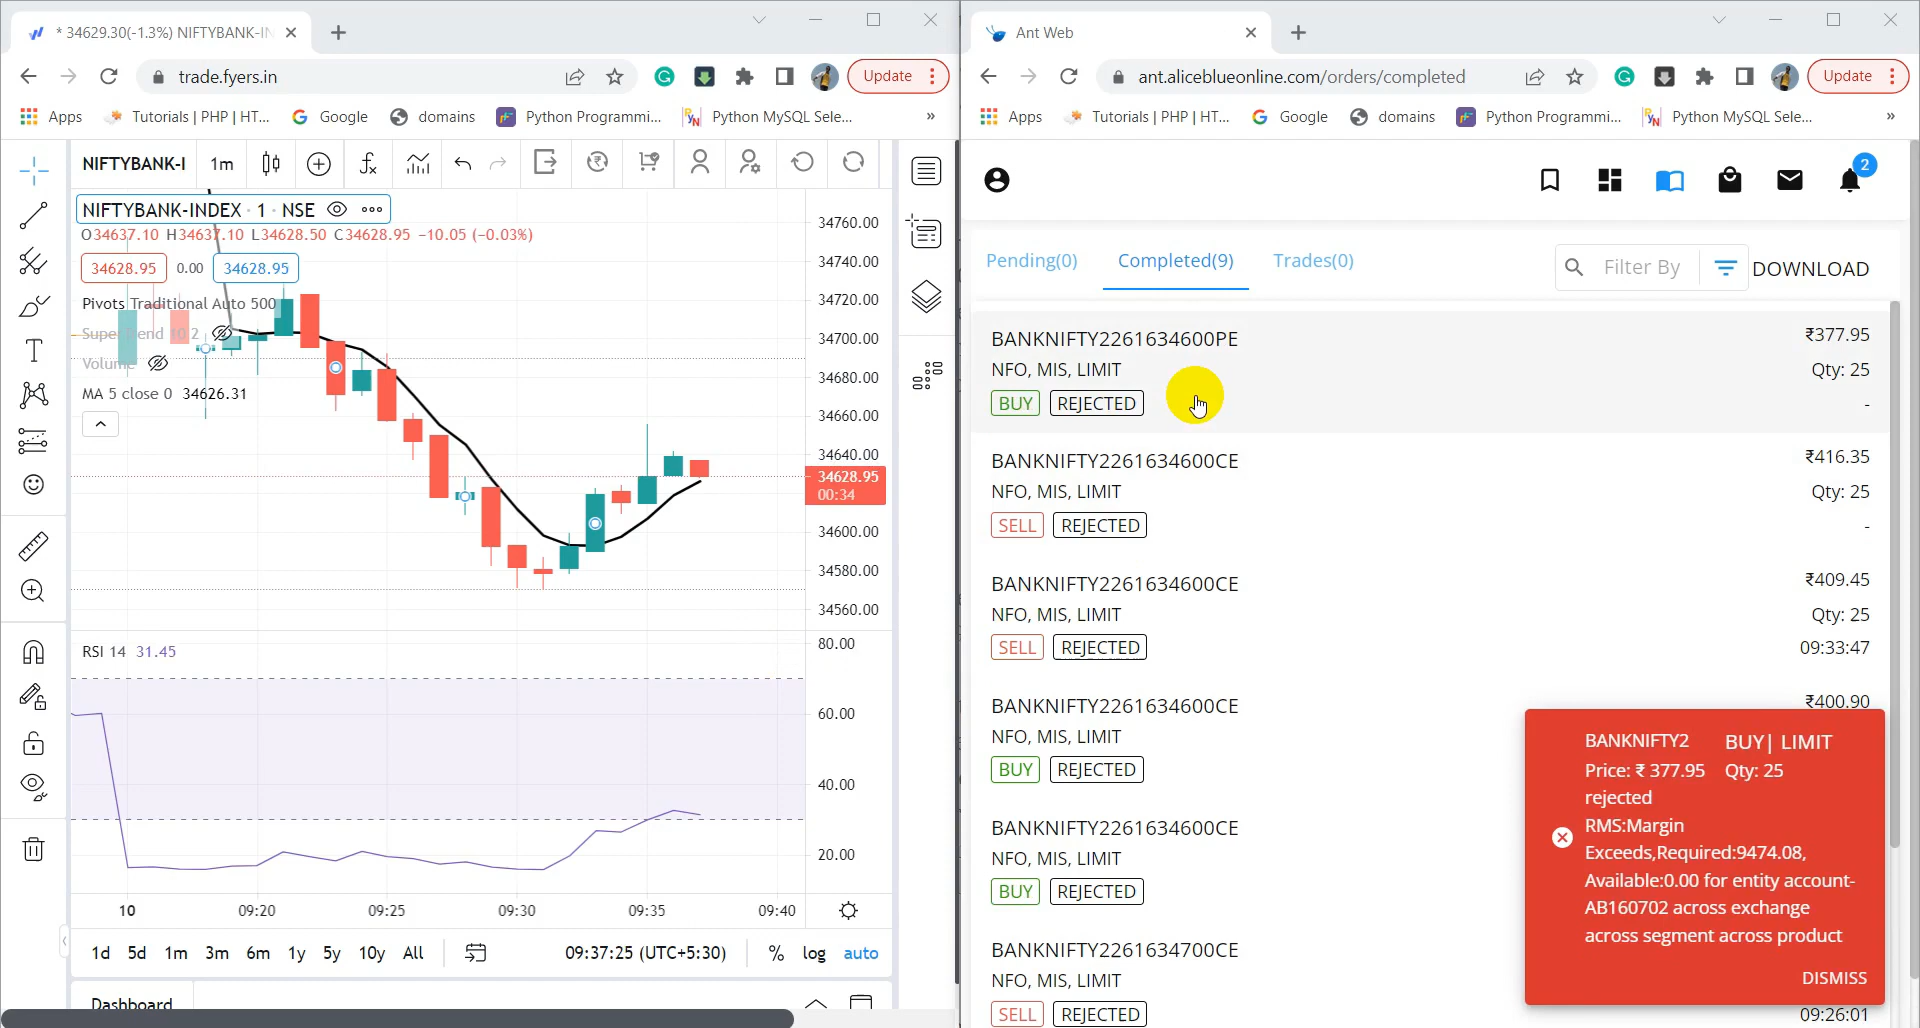 * 34629.30(-1.3%) NIFTYBANK-IN
trade.fyers.in
Update
Apps
Tutorials | PHP | HT...
Google
domains
Python Programmi...
Python MySQL Sele...
»
NIFTYBANK-I
1m
NIFTYBANK-INDEX · 1 · NSE
O34637.10 H34637.10 L34628.50 C34628.95 -10.05 (-0.03%)
34628.95
0.00
34628.95
Pivots Traditional Auto 500
SuperTrend 10 2
Volume
MA 5 close 0 34626.31
34760.00
34740.00
34720.00
34700.00
34680.00
34660.00
34640.00
34628.95
00:34
34600.00
34580.00
34560.00
RSI 14 31.45
80.00
60.00
40.00
20.00
10
09:20
09:25
09:30
09:35
09:40
1d 5d 1m 3m 6m 1y 5y 10y All
09:37:25 (UTC+5:30)
% log auto
Dashboard
Ant Web
ant.aliceblueonline.com/orders/completed
Update
Apps
Tutorials | PHP | HT...
Google
domains
Python Programmi...
Python MySQL Sele...
»
2
Pending(0)
Completed(9)
Trades(0)
Filter By
DOWNLOAD
BANKNIFTY2261634600PE
₹377.95
NFO, MIS, LIMIT
Qty: 25
BUY REJECTED
-
BANKNIFTY2261634600CE
₹416.35
NFO, MIS, LIMIT
Qty: 25
SELL REJECTED
-
BANKNIFTY2261634600CE
₹409.45
NFO, MIS, LIMIT
Qty: 25
SELL REJECTED
09:33:47
BANKNIFTY2261634600CE
₹400.90
NFO, MIS, LIMIT
BUY REJECTED
BANKNIFTY2261634600CE
NFO, MIS, LIMIT
BUY REJECTED
BANKNIFTY2261634700CE
NFO, MIS, LIMIT
SELL REJECTED
09:26:01
BANKNIFTY2 BUY| LIMIT
Price: ₹ 377.95 Qty: 25
rejected
RMS:Margin
Exceeds,Required:9474.08,
Available:0.00 for entity account-
AB160702 across exchange
across segment across product
DISMISS